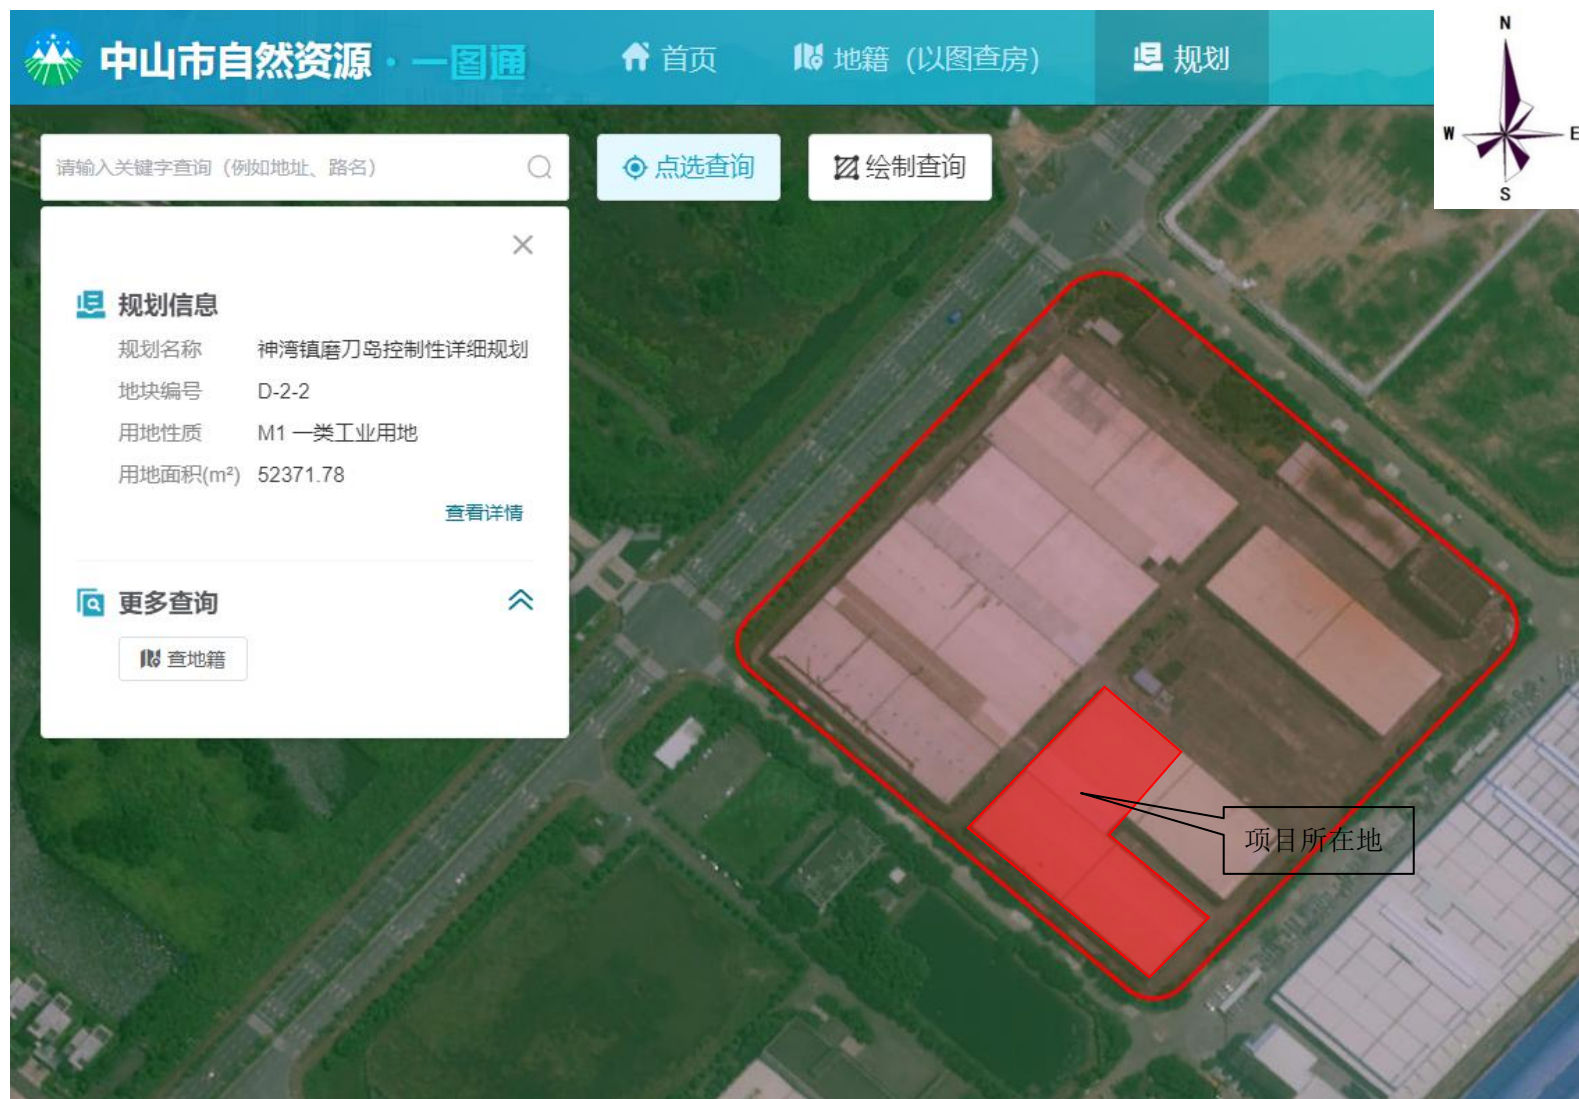 中山市自然资源·一图通
首页
地籍（以图查房）
规划
N
W
E
S
请输入关键字查询（例如地址、路名）
点选查询
绘制查询
规划信息
规划名称 神湾镇磨刀岛控制性详细规划
地块编号 D-2-2
用地性质 M1 一类工业用地
用地面积(m²) 52371.78
查看详情
更多查询
查地籍
项目所在地